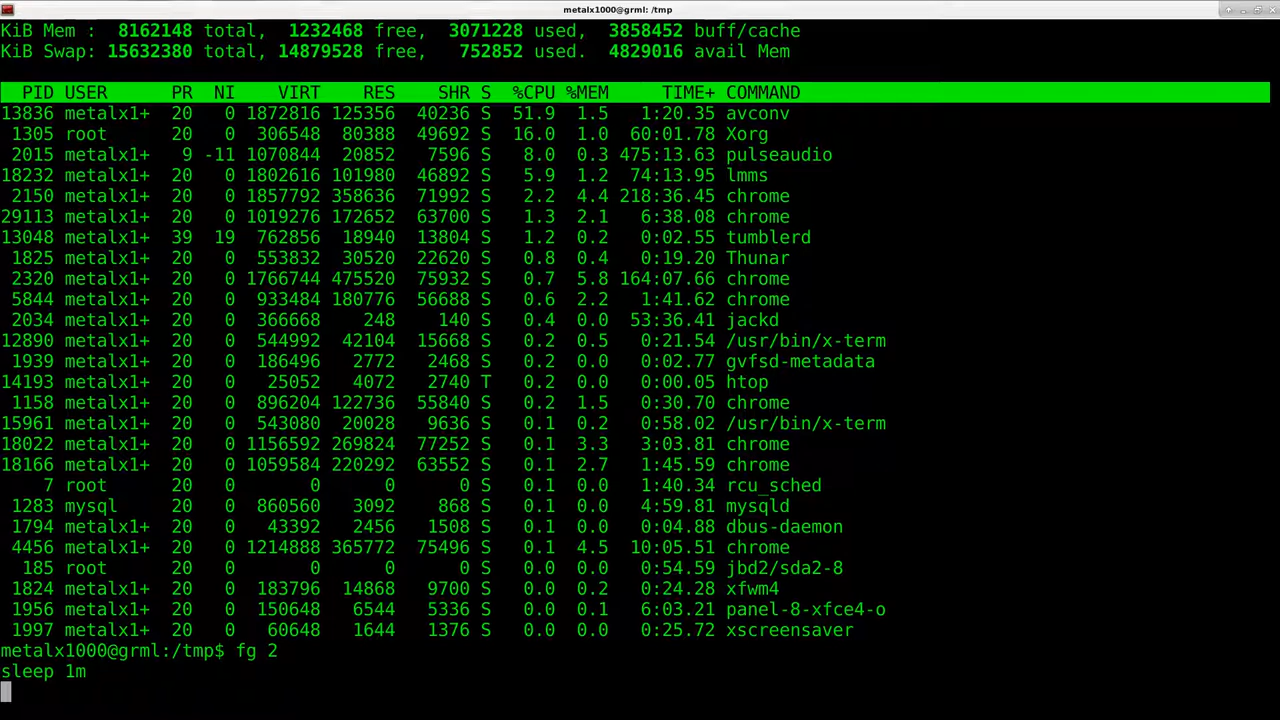 metalx1000@grml: /tmp
KiB Mem :  8162148 total,  1232468 free,  3071228 used,  3858452 buff/cache
KiB Swap: 15632380 total, 14879528 free,   752852 used.  4829016 avail Mem
PID USER PR NI VIRT RES SHR S %CPU %MEM TIME+ COMMAND
13836 metalx1+ 20 0 1872816 125356 40236 S 51.9 1.5 1:20.35 avconv
1305 root 20 0 306548 80388 49692 S 16.0 1.0 60:01.78 Xorg
2015 metalx1+ 9 -11 1070844 20852 7596 S 8.0 0.3 475:13.63 pulseaudio
18232 metalx1+ 20 0 1802616 101980 46892 S 5.9 1.2 74:13.95 lmms
2150 metalx1+ 20 0 1857792 358636 71992 S 2.2 4.4 218:36.45 chrome
29113 metalx1+ 20 0 1019276 172652 63700 S 1.3 2.1 6:38.08 chrome
13048 metalx1+ 39 19 762856 18940 13804 S 1.2 0.2 0:02.55 tumblerd
1825 metalx1+ 20 0 553832 30520 22620 S 0.8 0.4 0:19.20 Thunar
2320 metalx1+ 20 0 1766744 475520 75932 S 0.7 5.8 164:07.66 chrome
5844 metalx1+ 20 0 933484 180776 56688 S 0.6 2.2 1:41.62 chrome
2034 metalx1+ 20 0 366668 248 140 S 0.4 0.0 53:36.41 jackd
12890 metalx1+ 20 0 544992 42104 15668 S 0.2 0.5 0:21.54 /usr/bin/x-term
1939 metalx1+ 20 0 186496 2772 2468 S 0.2 0.0 0:02.77 gvfsd-metadata
14193 metalx1+ 20 0 25052 4072 2740 T 0.2 0.0 0:00.05 htop
1158 metalx1+ 20 0 896204 122736 55840 S 0.2 1.5 0:30.70 chrome
15961 metalx1+ 20 0 543080 20028 9636 S 0.1 0.2 0:58.02 /usr/bin/x-term
18022 metalx1+ 20 0 1156592 269824 77252 S 0.1 3.3 3:03.81 chrome
18166 metalx1+ 20 0 1059584 220292 63552 S 0.1 2.7 1:45.59 chrome
7 root 20 0 0 0 0 S 0.1 0.0 1:40.34 rcu_sched
1283 mysql 20 0 860560 3092 868 S 0.1 0.0 4:59.81 mysqld
1794 metalx1+ 20 0 43392 2456 1508 S 0.1 0.0 0:04.88 dbus-daemon
4456 metalx1+ 20 0 1214888 365772 75496 S 0.1 4.5 10:05.51 chrome
185 root 20 0 0 0 0 S 0.0 0.0 0:54.59 jbd2/sda2-8
1824 metalx1+ 20 0 183796 14868 9700 S 0.0 0.2 0:24.28 xfwm4
1956 metalx1+ 20 0 150648 6544 5336 S 0.0 0.1 6:03.21 panel-8-xfce4-o
1997 metalx1+ 20 0 60648 1644 1376 S 0.0 0.0 0:25.72 xscreensaver
metalx1000@grml:/tmp$ fg 2
sleep 1m